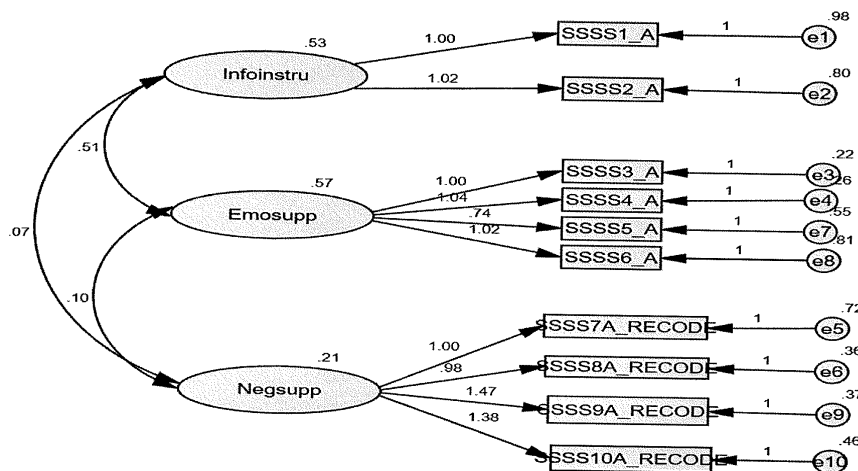 .53
.98
1.00
SSSS1_A
1
e1
Infoinstru
.80
1.02
SSSS2_A
1
e2
.51
.57
.22
1.00
SSSS3_A
1
e3
.26
1.04
SSSS4_A
1
e4
Emosupp
.55
.74
SSSS5_A
1
e7
.81
1.02
SSSS6_A
1
e8
.07
.10
.21
.72
1.00
SSSS7A_RECODE
1
e5
.36
.98
SSSS8A_RECODE
1
e6
Negsupp
.37
1.47
SSSS9A_RECODE
1
e9
.46
1.38
SSSS10A_RECODE
1
e10